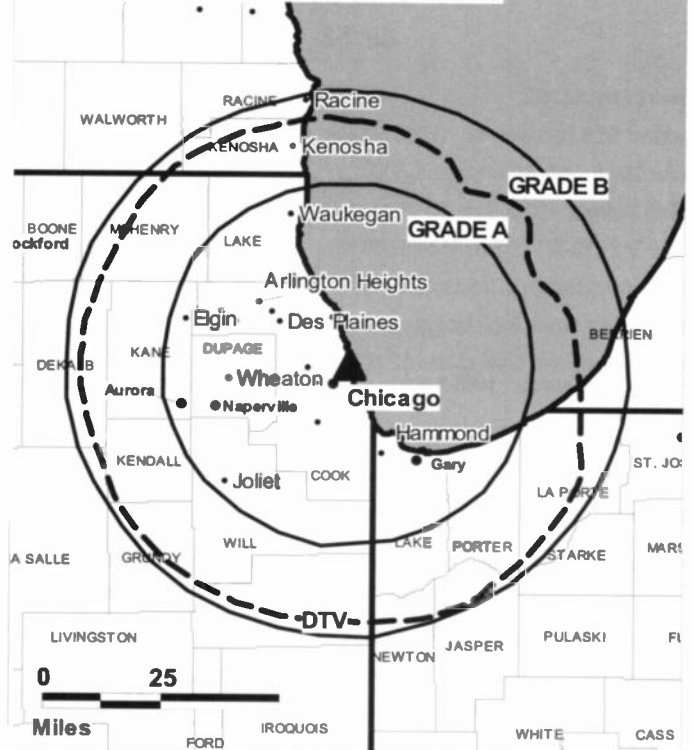 RACINE
Racine
WALWORTH
KENOSHA
Kenosha
GRADE B
BOONE
McHENRY
Waukegan
GRADE A
ockford
LAKE
Arlington Heights
Elgin
Des Plaines
BERRIEN
KANE
DUPAGE
DEKALB
Wheaton
Aurora
Chicago
Naperville
Hammond
KENDALL
COOK
Gary
ST. JOS
Joliet
LA PORTE
WILL
LAKE
PORTER
A SALLE
GRUNDY
STARKE
MARS
DTV
LIVINGSTON
NEWTON
JASPER
PULASKI
FU
0 25
Miles
IROQUOIS
FORD
WHITE
CASS